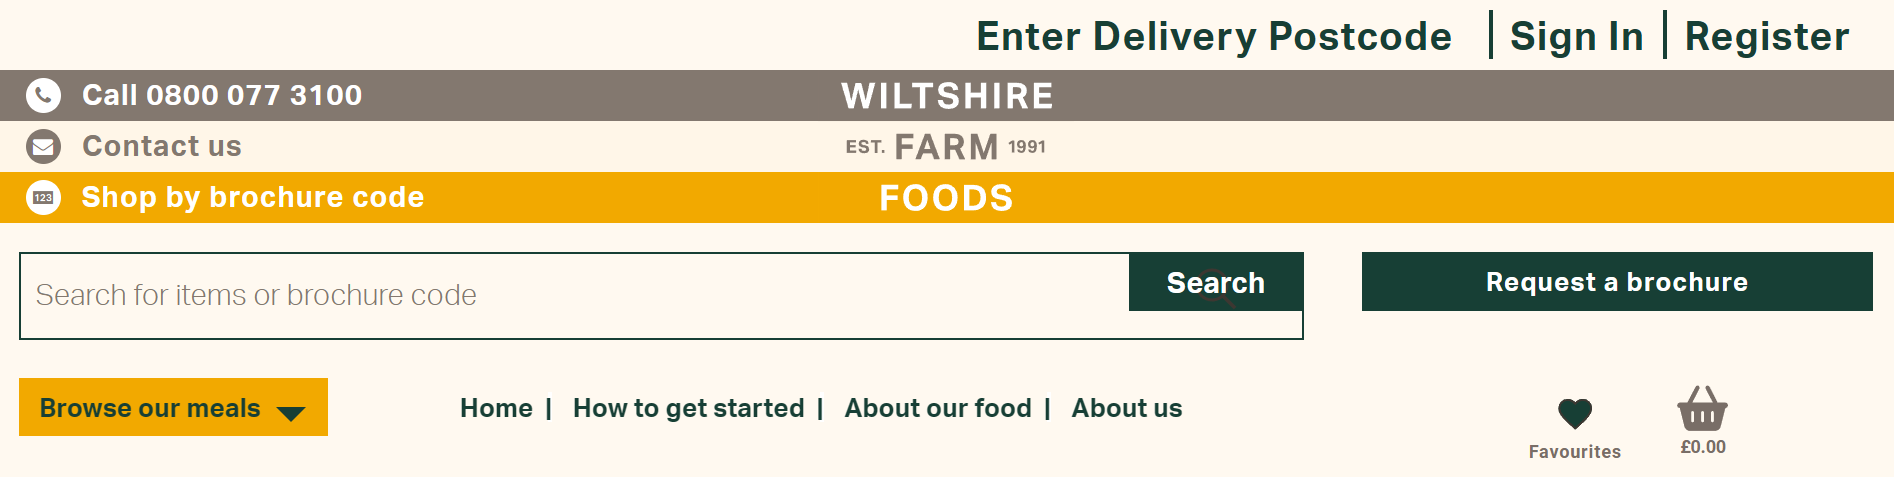 Enter Delivery Postcode | Sign In | Register
Call 0800 077 3100
WILTSHIRE
Contact us
EST. FARM 1991
123 Shop by brochure code
FOODS
Search for items or brochure code
Search
Request a brochure
Browse our meals
Home | How to get started | About our food | About us
Favourites
£0.00